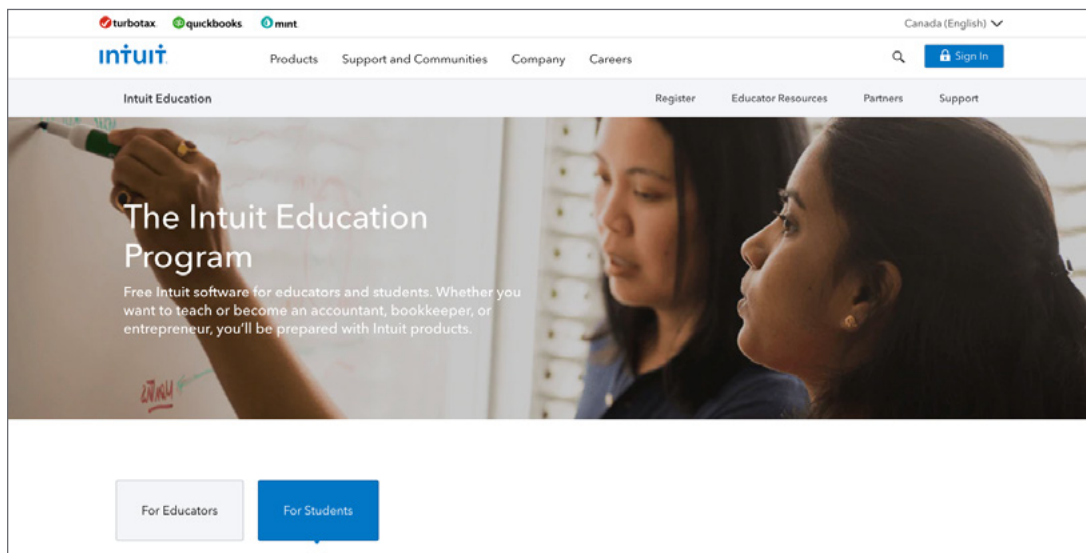 turbotax quickbooks mint Canada (English)
intuit Products Support and Communities Company Careers Sign In
Intuit Education Register Educator Resources Partners Support
The Intuit Education
Program
Free Intuit software for educators and students. Whether you
want to teach or become an accountant, bookkeeper, or
entrepreneur, you'll be prepared with Intuit products.
For Educators For Students